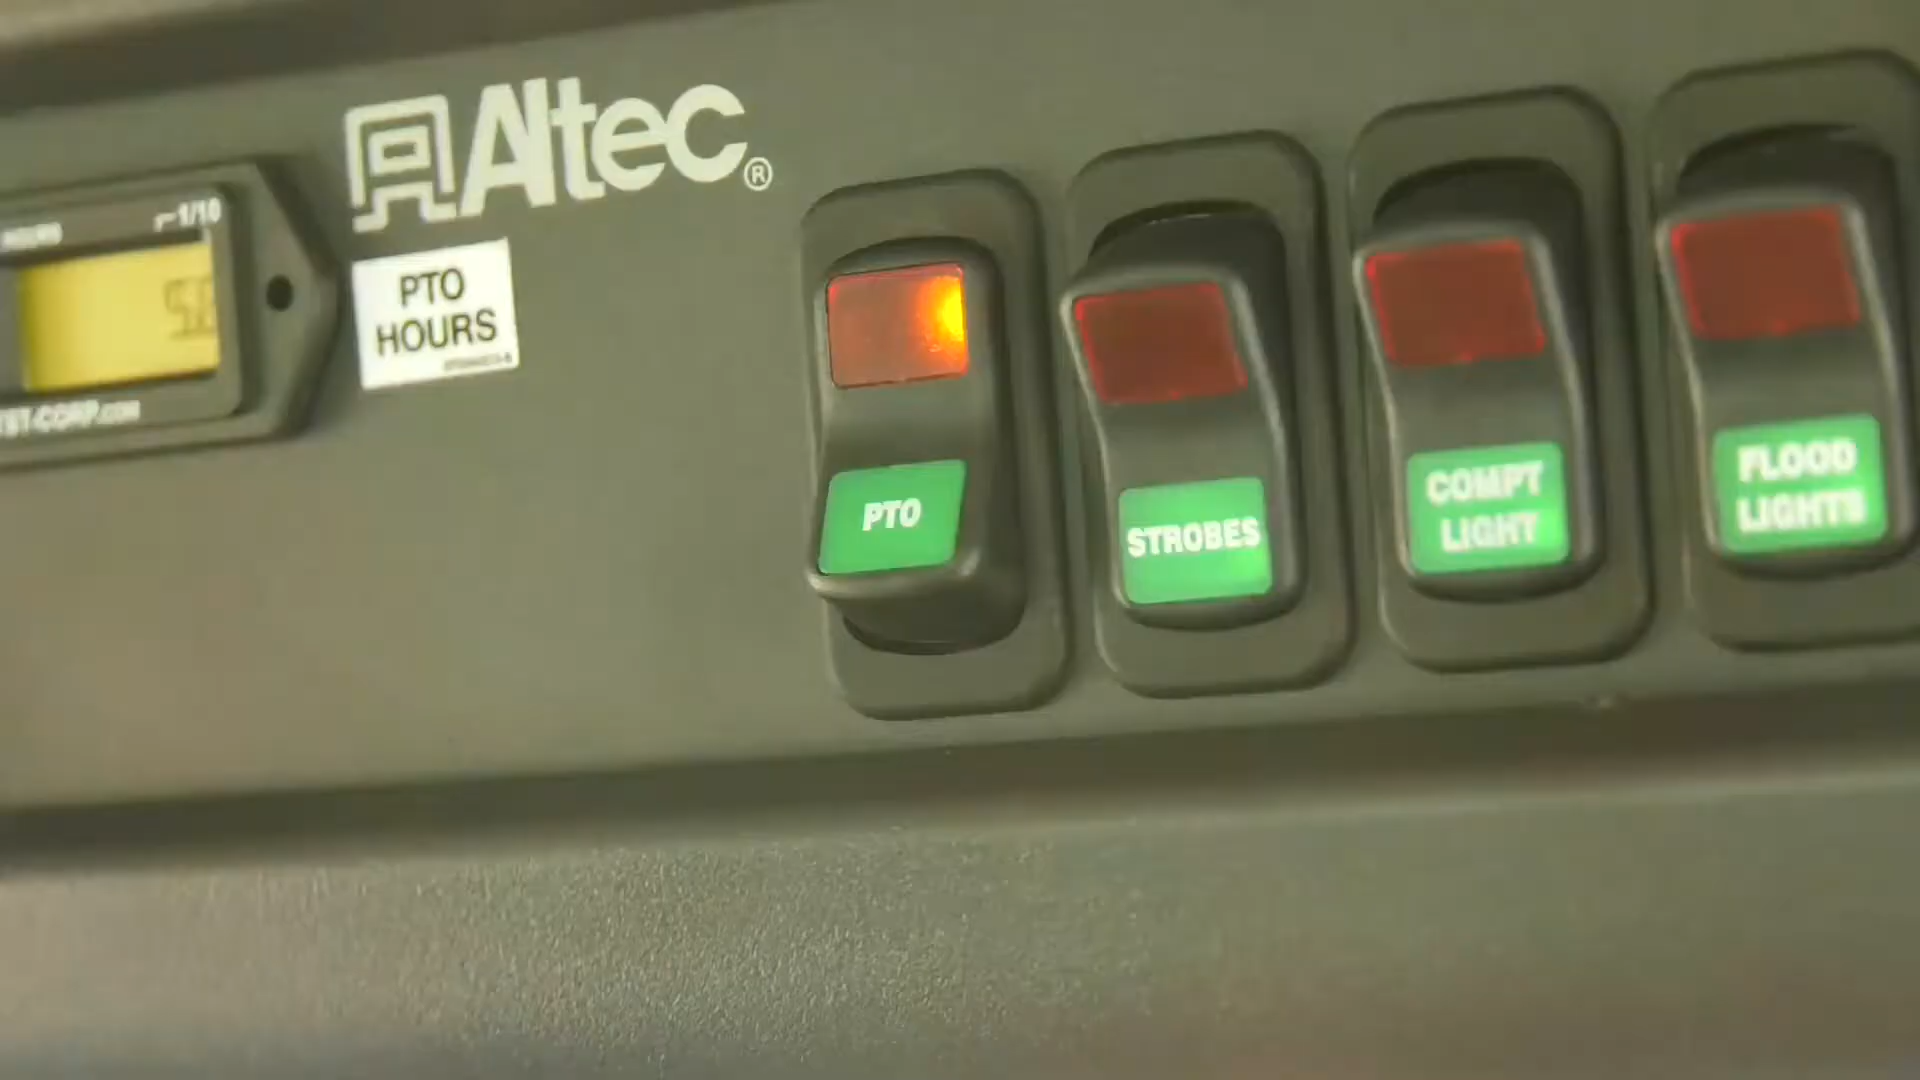 Altec®
HOURS
1/10
PTO
HOURS
PTO
STROBES
COMPT
LIGHT
FLOOD
LIGHTS